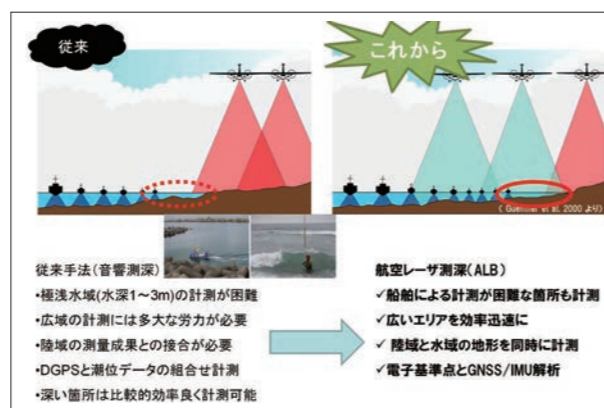 従来
これから
( Guenther et al. 2000 より)
従来手法(音響測深)
・極浅水域(水深1~3m)の計測が困難
・広域の計測には多大な労力が必要
・陸域の測量成果との接合が必要
・DGPSと潮位データの組合せ計測
・深い箇所は比較的効率良く計測可能
航空レーザ測深(ALB)
✓船舶による計測が困難な箇所も計測
✓広いエリアを効率迅速に
✓ 陸域と水域の地形を同時に計測
✓電子基準点とGNSS/IMU解析